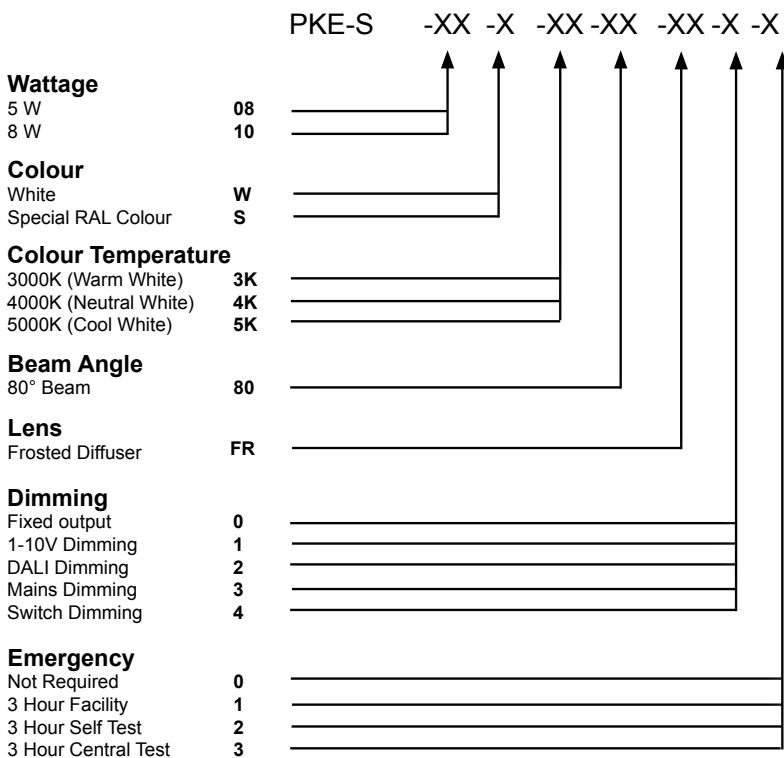 PKE-S -XX -X -XX -XX -XX -X -X
Wattage
5 W 08
8 W 10
Colour
White W
Special RAL Colour S
Colour Temperature
3000K (Warm White) 3K
4000K (Neutral White) 4K
5000K (Cool White) 5K
Beam Angle
80° Beam 80
Lens
Frosted Diffuser FR
Dimming
Fixed output 0
1-10V Dimming 1
DALI Dimming 2
Mains Dimming 3
Switch Dimming 4
Emergency
Not Required 0
3 Hour Facility 1
3 Hour Self Test 2
3 Hour Central Test 3